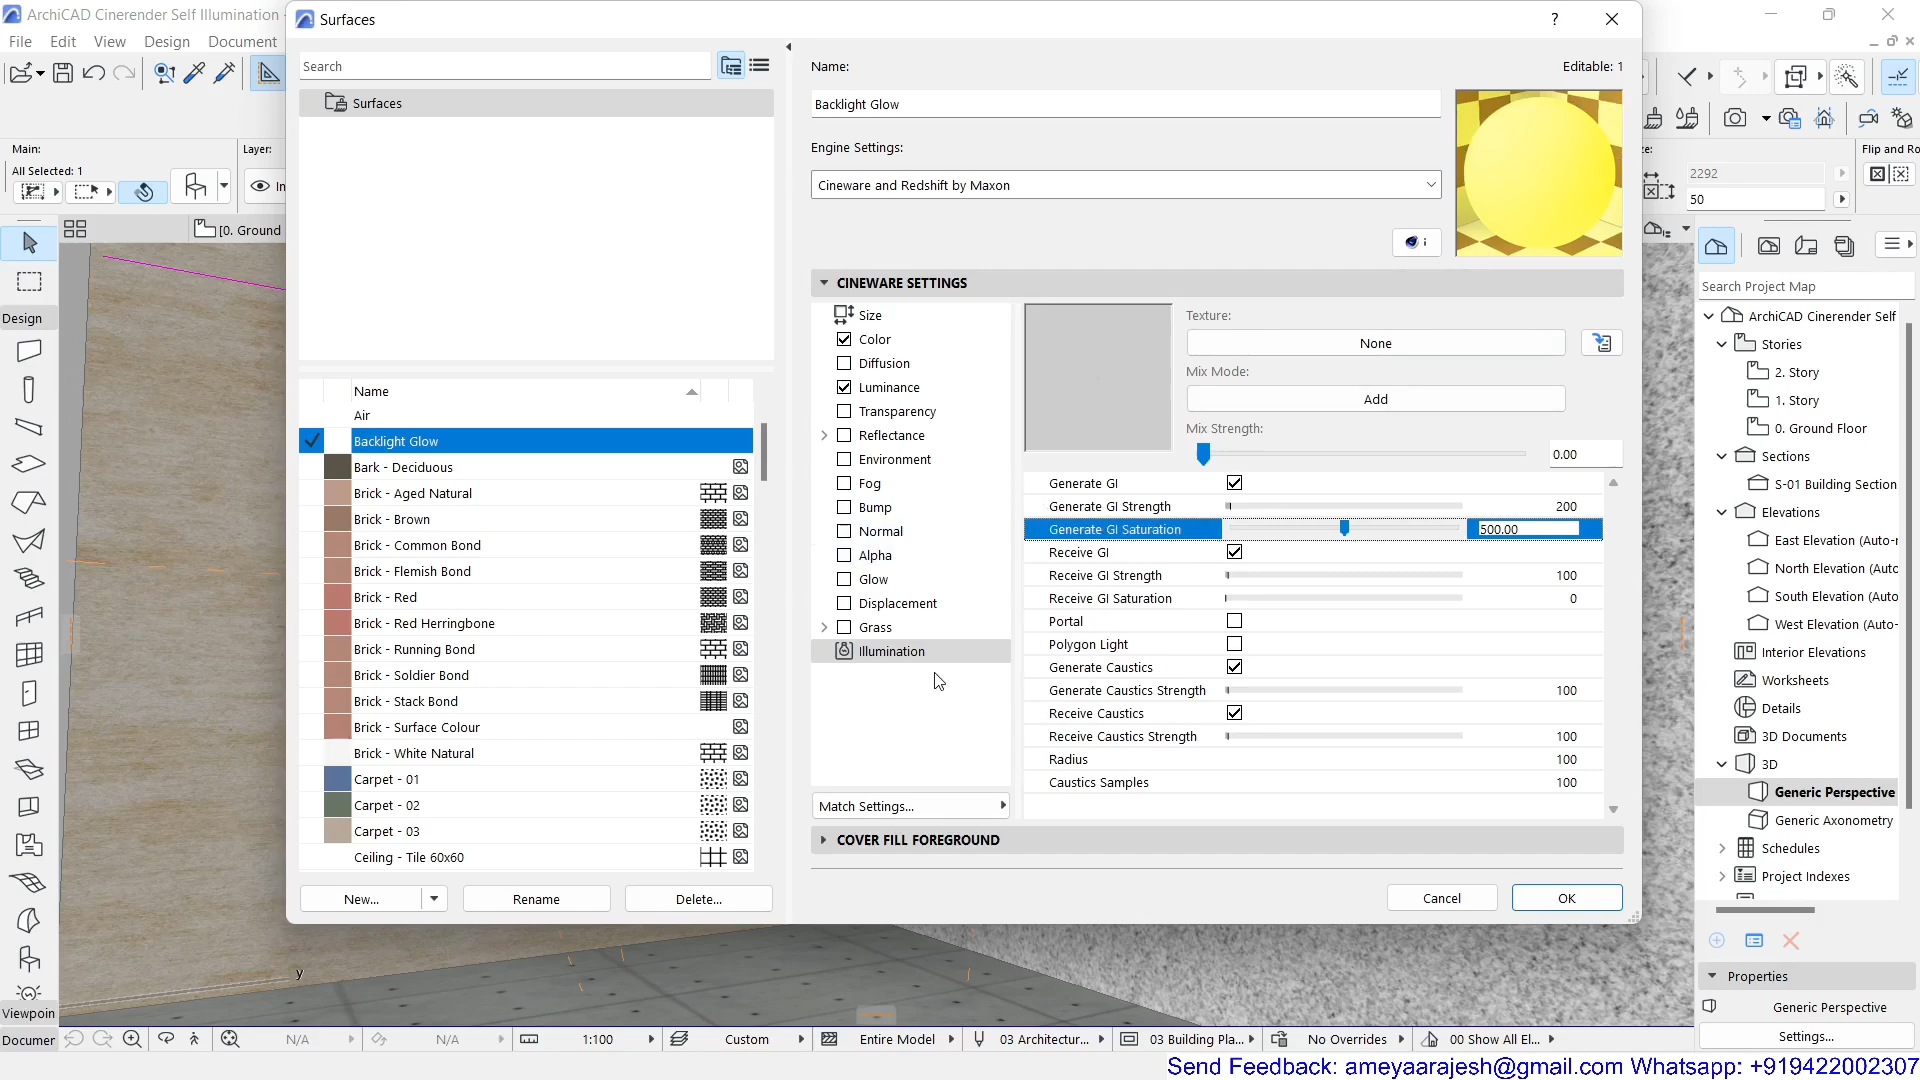 ArchiCAD Cinerender Self Illumination
Surfaces
File Edit View Design Document
Search
Surfaces
Name:
Editable: 1
Backlight Glow
Engine Settings:
Cineware and Redshift by Maxon
i
Main:
All Selected: 1
Layer:
In
[0. Ground
ze:
2292
50
Flip and Ro
CINEWARE SETTINGS
Size
Color
Diffusion
Luminance
Transparency
Reflectance
Environment
Fog
Bump
Normal
Alpha
Glow
Displacement
Grass
Illumination
Match Settings...
Texture:
None
Mix Mode:
Add
Mix Strength:
0.00
Generate GI
Generate GI Strength 200
Generate GI Saturation 500.00
Receive GI
Receive GI Strength 100
Receive GI Saturation 0
Portal
Polygon Light
Generate Caustics
Generate Caustics Strength 100
Receive Caustics
Receive Caustics Strength 100
Radius 100
Caustics Samples 100
COVER FILL FOREGROUND
Cancel
OK
Name
Air
Backlight Glow
Bark - Deciduous
Brick - Aged Natural
Brick - Brown
Brick - Common Bond
Brick - Flemish Bond
Brick - Red
Brick - Red Herringbone
Brick - Running Bond
Brick - Soldier Bond
Brick - Stack Bond
Brick - Surface Colour
Brick - White Natural
Carpet - 01
Carpet - 02
Carpet - 03
Ceiling - Tile 60x60
New...
Rename
Delete...
Design
Viewpoin
Documer
y
Search Project Map
ArchiCAD Cinerender Self
Stories
2. Story
1. Story
0. Ground Floor
Sections
S-01 Building Section
Elevations
East Elevation (Auto-r
North Elevation (Auto
South Elevation (Auto
West Elevation (Auto-
Interior Elevations
Worksheets
Details
3D Documents
3D
Generic Perspective
Generic Axonometry
Schedules
Project Indexes
Properties
Generic Perspective
Settings...
N/A N/A 1:100 Custom Entire Model 03 Architectur... 03 Building Pla... No Overrides 00 Show All El...
Send Feedback: ameyaarajesh@gmail.com Whatsapp: +919422002307